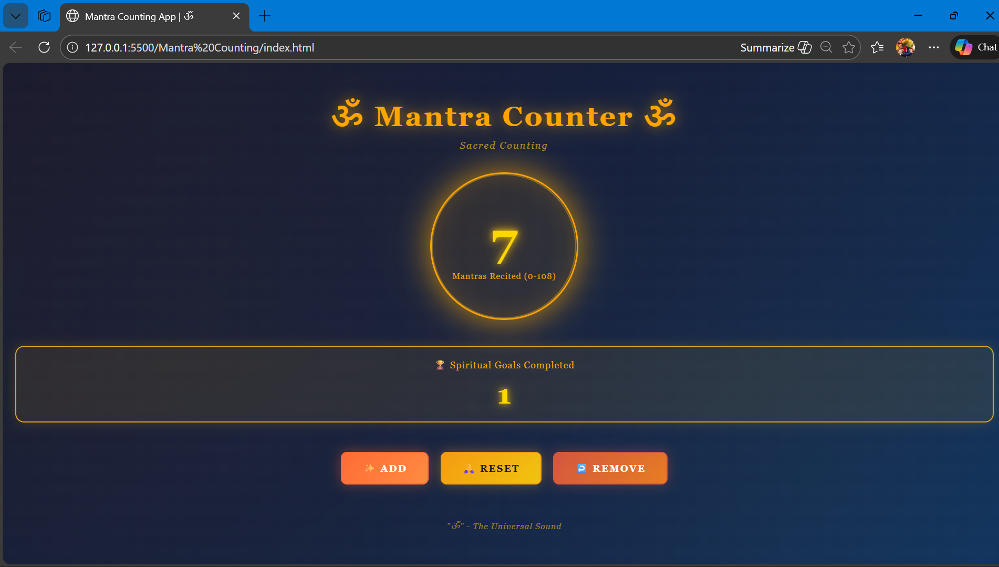 Mantra Counting App | ॐ
127.0.0.1:5500/Mantra%20Counting/index.html
Summarize
Chat
ॐ Mantra Counter ॐ
Sacred Counting
7
Mantras Recited (0-108)
🏆 Spiritual Goals Completed
1
✨ ADD
🙏 RESET
↩️ REMOVE
"ॐ" - The Universal Sound